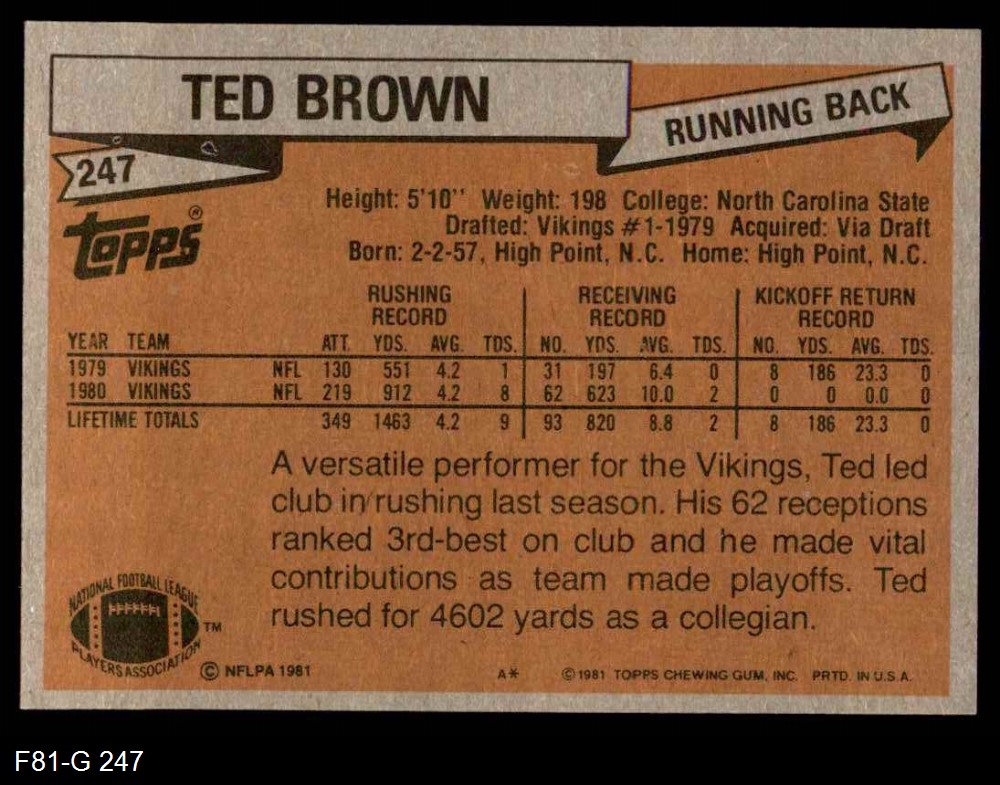 TED BROWN
RUNNING BACK
247
Topps®
Height: 5'10'' Weight: 198 College: North Carolina State
Drafted: Vikings #1-1979 Acquired: Via Draft
Born: 2-2-57, High Point, N.C. Home: High Point, N.C.
RUSHING RECORD RECEIVING RECORD KICKOFF RETURN RECORD
YEAR TEAM ATT. YDS. AVG. TDS. NO. YDS. AVG. TDS. NO. YDS. AVG. TDS.
1979 VIKINGS NFL 130 551 4.2 1 31 197 6.4 0 8 186 23.3 0
1980 VIKINGS NFL 219 912 4.2 8 62 623 10.0 2 0 0 0.0 0
LIFETIME TOTALS 349 1463 4.2 9 93 820 8.8 2 8 186 23.3 0
A versatile performer for the Vikings, Ted led
club in rushing last season. His 62 receptions
ranked 3rd-best on club and he made vital
contributions as team made playoffs. Ted
rushed for 4602 yards as a collegian.
NATIONAL FOOTBALL LEAGUE
PLAYERS ASSOCIATION
TM
© NFLPA 1981 A* © 1981 TOPPS CHEWING GUM, INC. PRTD. IN U.S.A.
F81-G 247